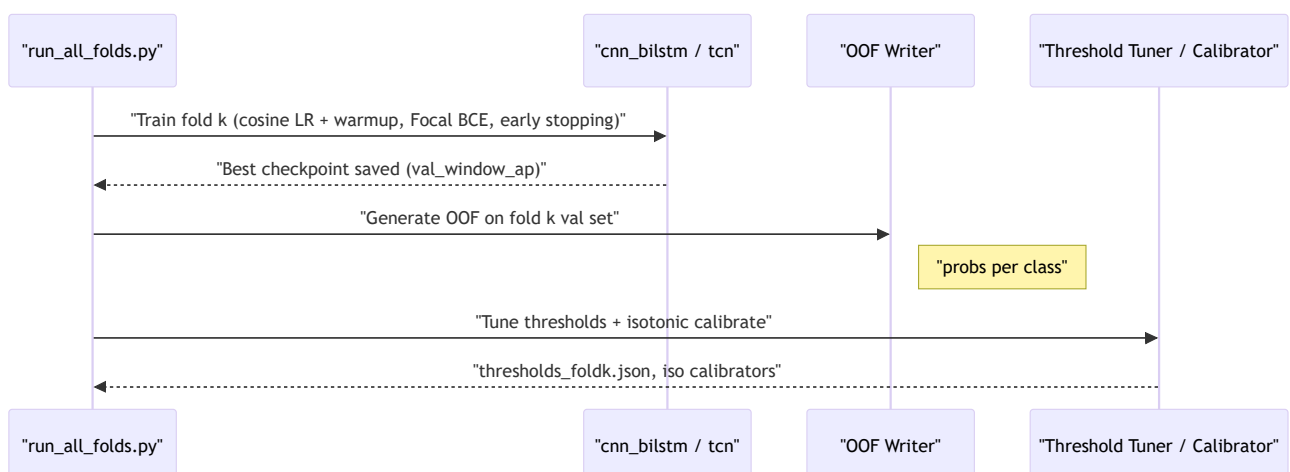 "run_all_folds.py"
"cnn_bilstm / tcn"
"OOF Writer"
"Threshold Tuner / Calibrator"
"Train fold k (cosine LR + warmup, Focal BCE, early stopping)"
"Best checkpoint saved (val_window_ap)"
"Generate OOF on fold k val set"
"probs per class"
"Tune thresholds + isotonic calibrate"
"thresholds_foldk.json, iso calibrators"
"run_all_folds.py"
"cnn_bilstm / tcn"
"OOF Writer"
"Threshold Tuner / Calibrator"